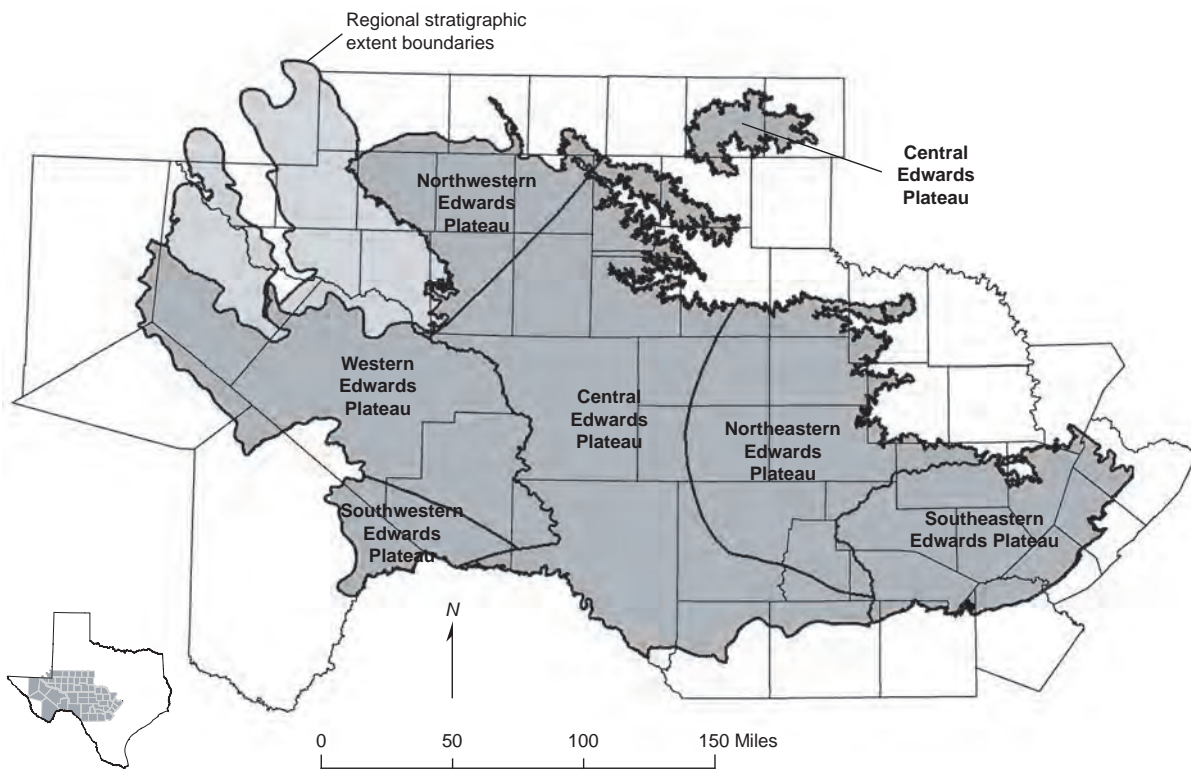 Regional stratigraphic
extent boundaries
Central
Edwards
Plateau
Northwestern
Edwards
Plateau
Western
Edwards
Plateau
Central
Edwards
Plateau
Northeastern
Edwards
Plateau
Southwestern
Edwards
Plateau
Southeastern
Edwards Plateau
N
0 50 100 150 Miles